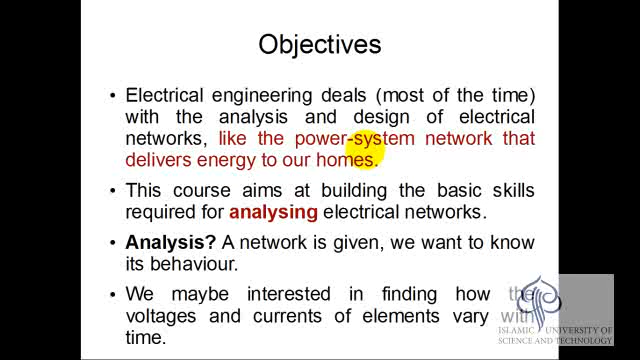 Objectives
• Electrical engineering deals (most of the time)
with the analysis and design of electrical
networks, like the power-system network that
delivers energy to our homes.
• This course aims at building the basic skills
required for analysing electrical networks.
• Analysis? A network is given, we want to know
its behaviour.
• We maybe interested in finding how the
voltages and currents of elements vary with
time.
ISLAMIC UNIVERSITY OF
SCIENCE AND TECHNOLOGY